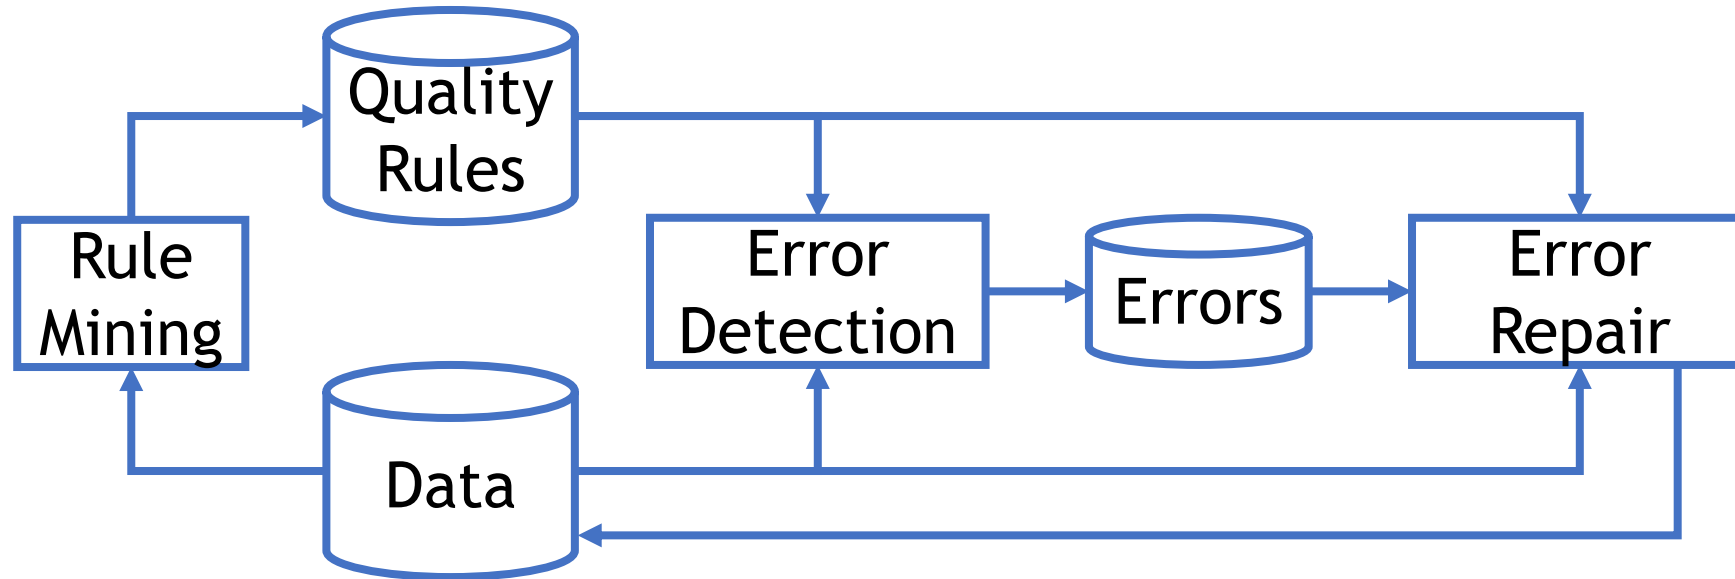 Quality
Rules
Rule
Mining
Error
Detection
Errors
Error
Repair
Data